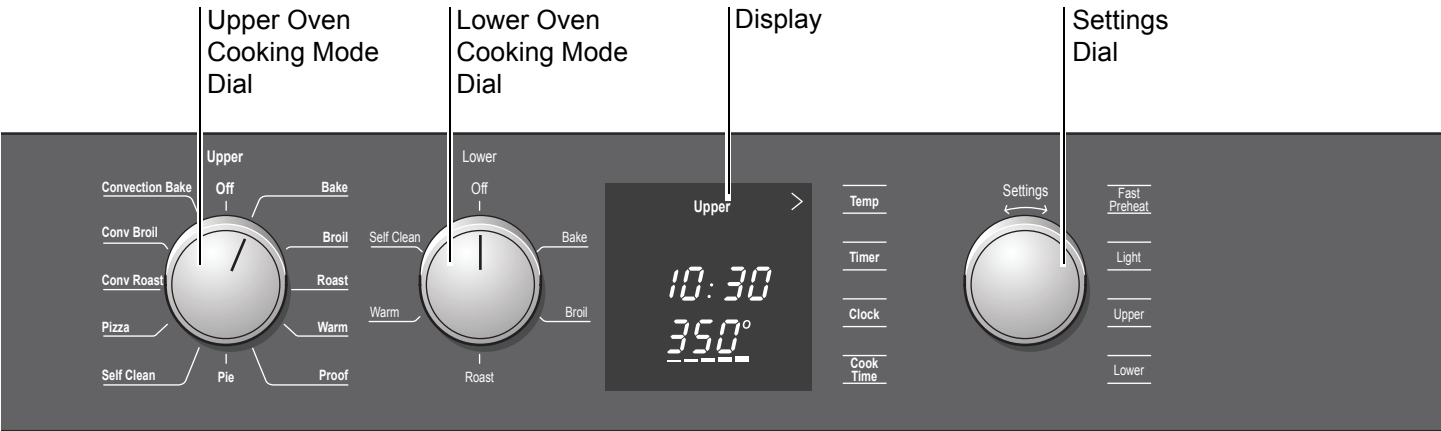 Upper Oven
Cooking Mode
Dial
Lower Oven
Cooking Mode
Dial
Display
Settings
Dial
Upper
Convection Bake
Off
Bake
Conv Broil
Broil
Conv Roast
Roast
Pizza
Warm
Self Clean
Pie
Proof
Lower
Off
Self Clean
Bake
Warm
Broil
Roast
Upper >
10:30
350°
Temp
Timer
Clock
Cook
Time
Settings
Fast
Preheat
Light
Upper
Lower